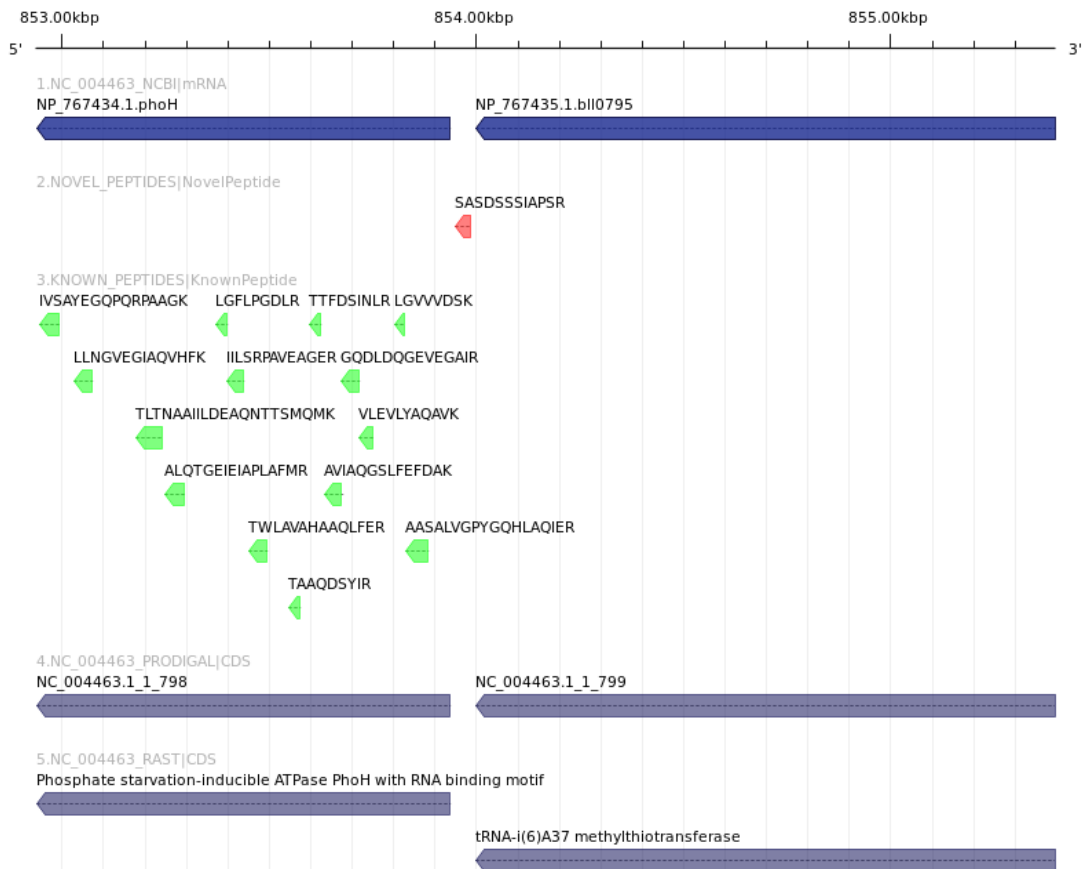 853.00kbp 854.00kbp 855.00kbp
5' 3'
1.NC_004463_NCBI|mRNA
NP_767434.1.phoH NP_767435.1.bll0795
2.NOVEL_PEPTIDES|NovelPeptide
SASDSSSIAPSR
3.KNOWN_PEPTIDES|KnownPeptide
IVSAYEGQPQRPAAGK LGFLPGDLR TTFDSINLR LGVVVDSK
LLNGVEGIAQVHFK IILSRPAVEAGER GQDLDQGEVEGAIR
TLTNAAIILDEAQNTTSMQMK VLEVLYAQAVK
ALQTGEIEIAPLAFMR AVIAQGSLFEFDAK
TWLAVAHAAQLFER AASALVGPYGQHLAQIER
TAAQDSYIR
4.NC_004463_PRODIGAL|CDS
NC_004463.1_1_798 NC_004463.1_1_799
5.NC_004463_RAST|CDS
Phosphate starvation-inducible ATPase PhoH with RNA binding motif
tRNA-i(6)A37 methylthiotransferase